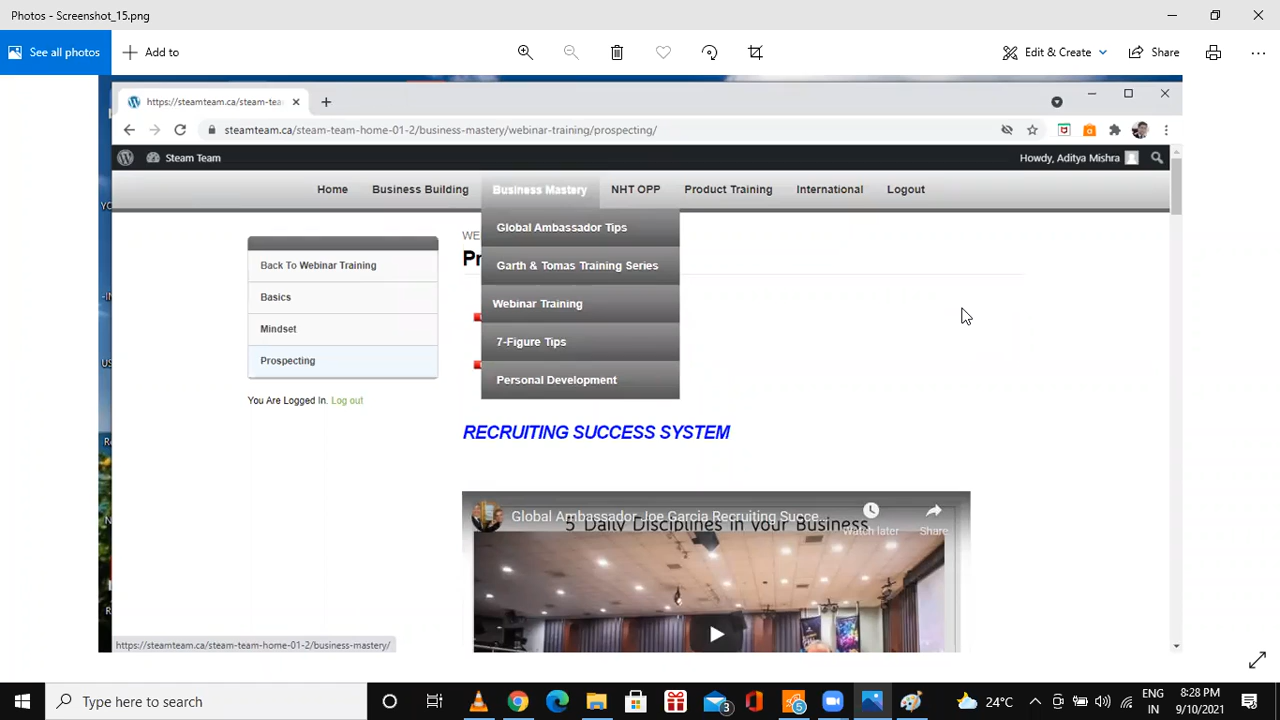 Photos - Screenshot_15.png
See all photos
Add to
Edit & Create
Share
https://steamteam.ca/steam-tea
steamteam.ca/steam-team-home-01-2/business-mastery/webinar-training/prospecting/
Steam Team
Howdy, Aditya Mishra
Home
Business Building
Business Mastery
NHT OPP
Product Training
International
Logout
Global Ambassador Tips
Garth & Tomas Training Series
Webinar Training
7-Figure Tips
Personal Development
Back To Webinar Training
Basics
Mindset
Prospecting
You Are Logged In. Log out
RECRUITING SUCCESS SYSTEM
Global Ambassador Joe Garcia Recruiting Succe...
5 Daily Disciplines in your Business
Watch later
Share
https://steamteam.ca/steam-team-home-01-2/business-mastery/
Type here to search
3
5
24°C
ENG
IN
8:28 PM
9/10/2021